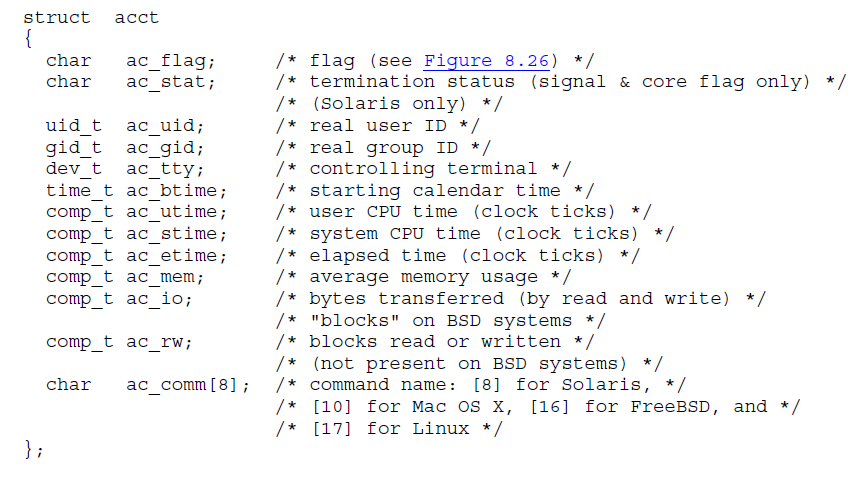 struct  acct
{
  char   ac_flag;     /* flag (see Figure 8.26) */
  char   ac_stat;     /* termination status (signal & core flag only) */
                      /* (Solaris only) */
  uid_t  ac_uid;      /* real user ID */
  gid_t  ac_gid;      /* real group ID */
  dev_t  ac_tty;      /* controlling terminal */
  time_t ac_btime;    /* starting calendar time */
  comp_t ac_utime;    /* user CPU time (clock ticks) */
  comp_t ac_stime;    /* system CPU time (clock ticks) */
  comp_t ac_etime;    /* elapsed time (clock ticks) */
  comp_t ac_mem;      /* average memory usage */
  comp_t ac_io;       /* bytes transferred (by read and write) */
                      /* "blocks" on BSD systems */
  comp_t ac_rw;       /* blocks read or written */
                      /* (not present on BSD systems) */
  char   ac_comm[8];  /* command name: [8] for Solaris, */
                      /* [10] for Mac OS X, [16] for FreeBSD, and */
                      /* [17] for Linux */
};